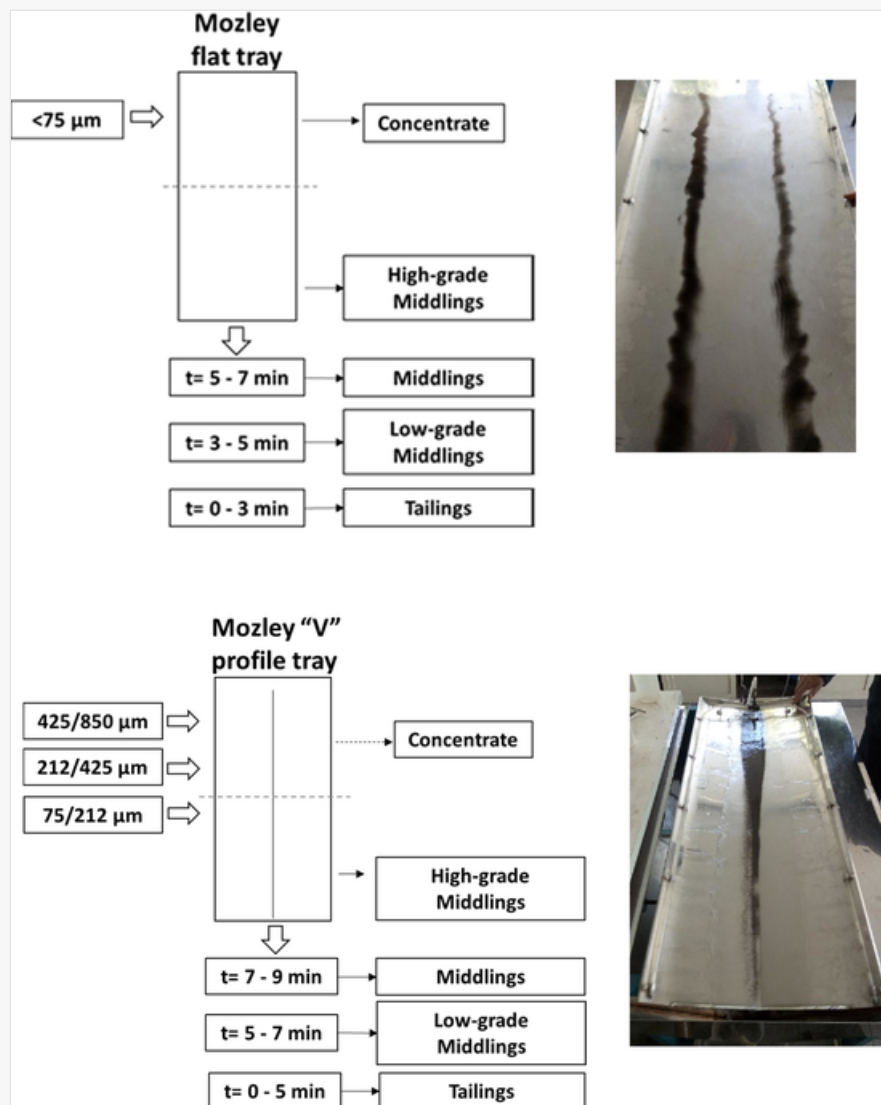 Mozley
flat tray
<75 µm
Concentrate
High-grade
Middlings
t= 5 - 7 min
Middlings
t= 3 - 5 min
Low-grade
Middlings
t= 0 - 3 min
Tailings
Mozley “V”
profile tray
425/850 µm
212/425 µm
75/212 µm
Concentrate
High-grade
Middlings
t= 7 - 9 min
Middlings
t= 5 - 7 min
Low-grade
Middlings
t= 0 - 5 min
Tailings